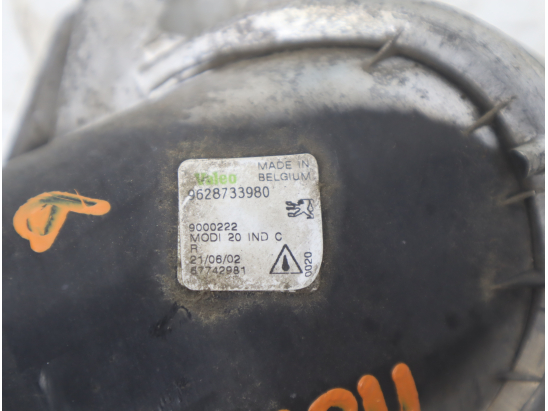 Valeo MADE IN
BELGIUM
9628733980
9000222
MODI 20 IND C
R
21/06/02
67742981
0020